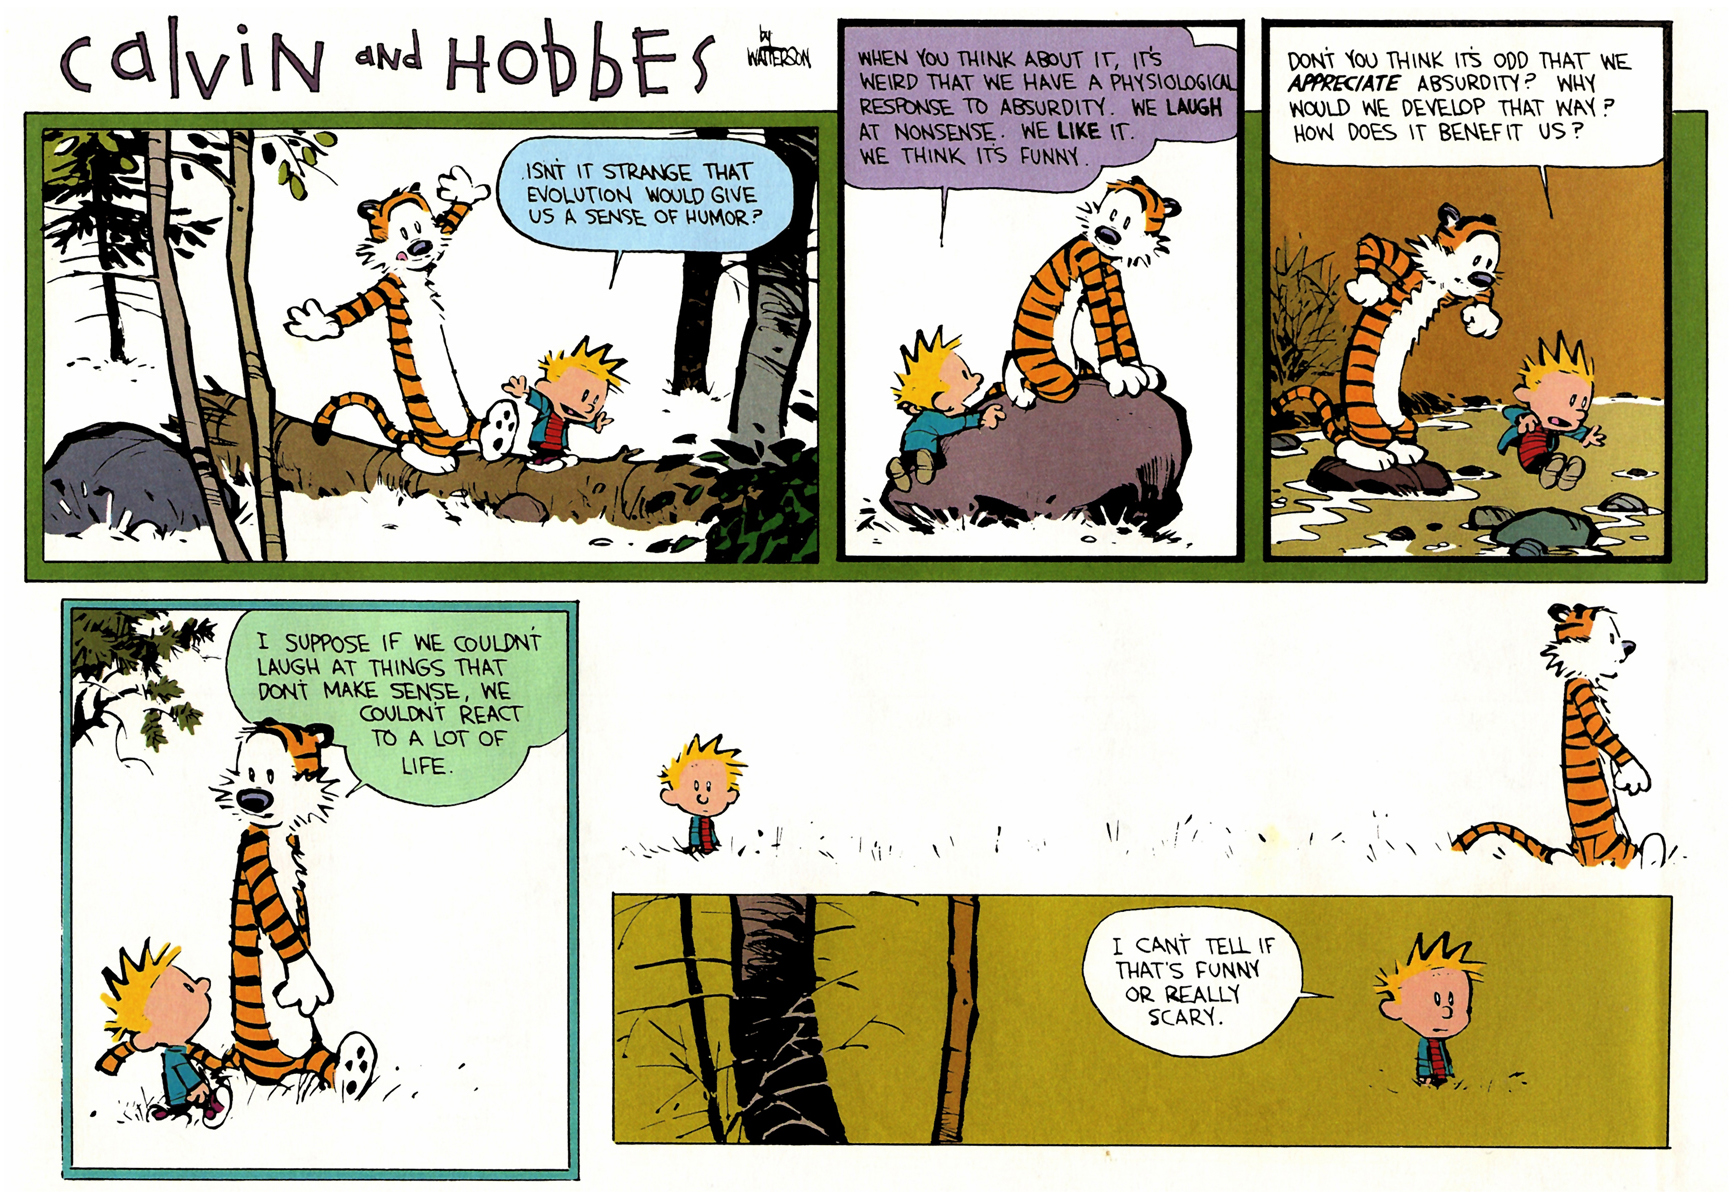 CALVIN AND HOBBES
by
WATTERSON
ISN'T IT STRANGE THAT
EVOLUTION WOULD GIVE
US A SENSE OF HUMOR?
WHEN YOU THINK ABOUT IT, IT'S
WEIRD THAT WE HAVE A PHYSIOLOGICAL
RESPONSE TO ABSURDITY. WE LAUGH
AT NONSENSE. WE LIKE IT.
WE THINK IT'S FUNNY.
DON'T YOU THINK IT'S ODD THAT WE
APPRECIATE ABSURDITY? WHY
WOULD WE DEVELOP THAT WAY?
HOW DOES IT BENEFIT US?
I SUPPOSE IF WE COULDN'T
LAUGH AT THINGS THAT
DON'T MAKE SENSE, WE
COULDN'T REACT
TO A LOT OF
LIFE.
I CAN'T TELL IF
THAT'S FUNNY
OR REALLY
SCARY.